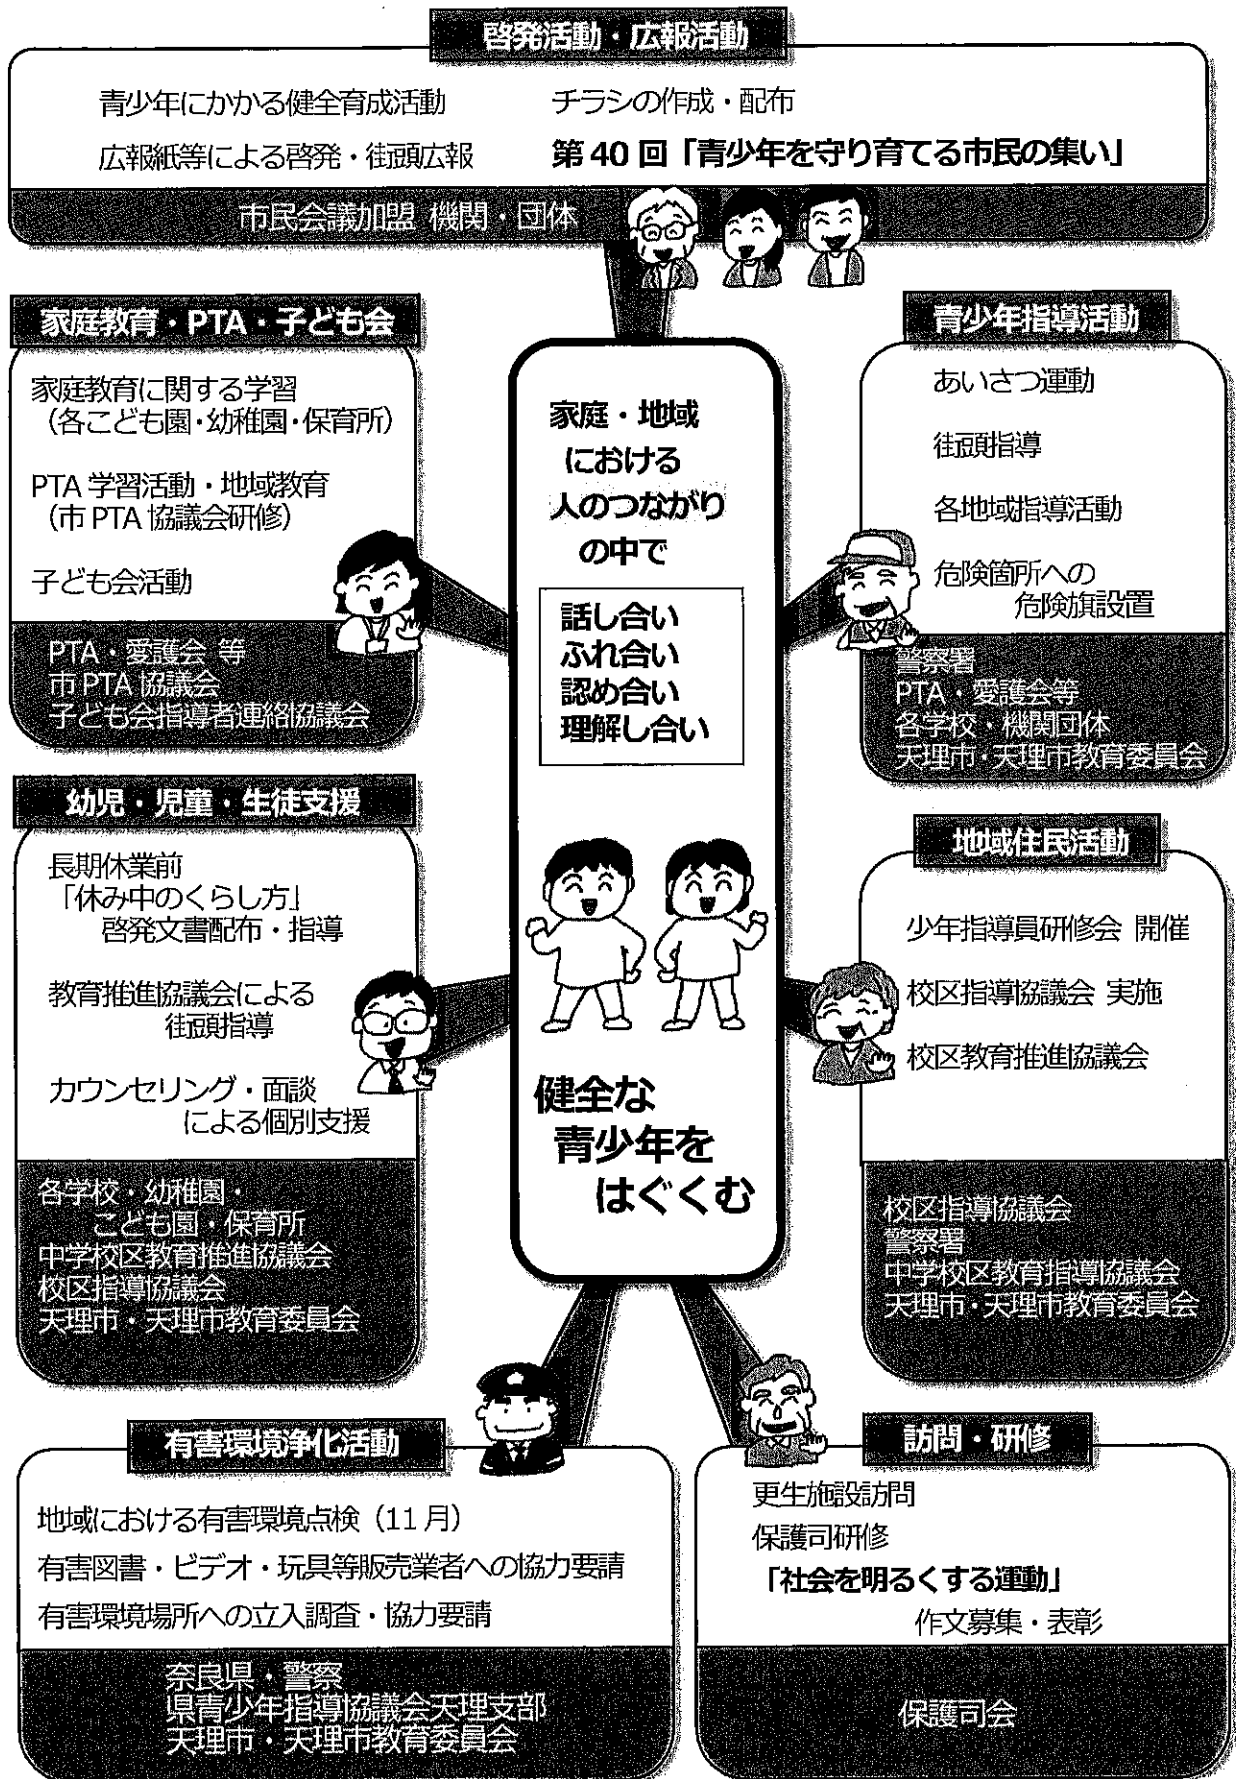 啓発活動・広報活動
青少年にかかる健全育成活動
チラシの作成・配布
広報紙等による啓発・街頭広報
第40回「青少年を守り育てる市民の集い」
市民会議加盟 機関・団体
家庭教育・PTA・子ども会
家庭教育に関する学習
(各こども園・幼稚園・保育所)
PTA 学習活動・地域教育
(市 PTA 協議会研修)
子ども会活動
PTA・愛護会 等
市 PTA 協議会
子ども会指導者連絡協議会
青少年指導活動
あいさつ運動
街頭指導
各地域指導活動
危険箇所への
危険旗設置
警察署
PTA・愛護会等
各学校・機関団体
天理市・天理市教育委員会
家庭・地域
における
人のつながり
の中で
話し合い
ふれ合い
認め合い
理解し合い
健全な
青少年を
はぐくむ
幼児・児童・生徒支援
長期休業前
「休み中のくらし方」
啓発文書配布・指導
教育推進協議会による
街頭指導
カウンセリング・面談
による個別支援
各学校・幼稚園・
こども園・保育所
中学校区教育推進協議会
校区指導協議会
天理市・天理市教育委員会
地域住民活動
少年指導員研修会 開催
校区指導協議会 実施
校区教育推進協議会
校区指導協議会
警察署
中学校区教育指導協議会
天理市・天理市教育委員会
有害環境浄化活動
地域における有害環境点検(11月)
有害図書・ビデオ・玩具等販売業者への協力要請
有害環境場所への立入調査・協力要請
奈良県・警察
県青少年指導協議会天理支部
天理市・天理市教育委員会
訪問・研修
更生施設訪問
保護司研修
「社会を明るくする運動」
作文募集・表彰
保護司会